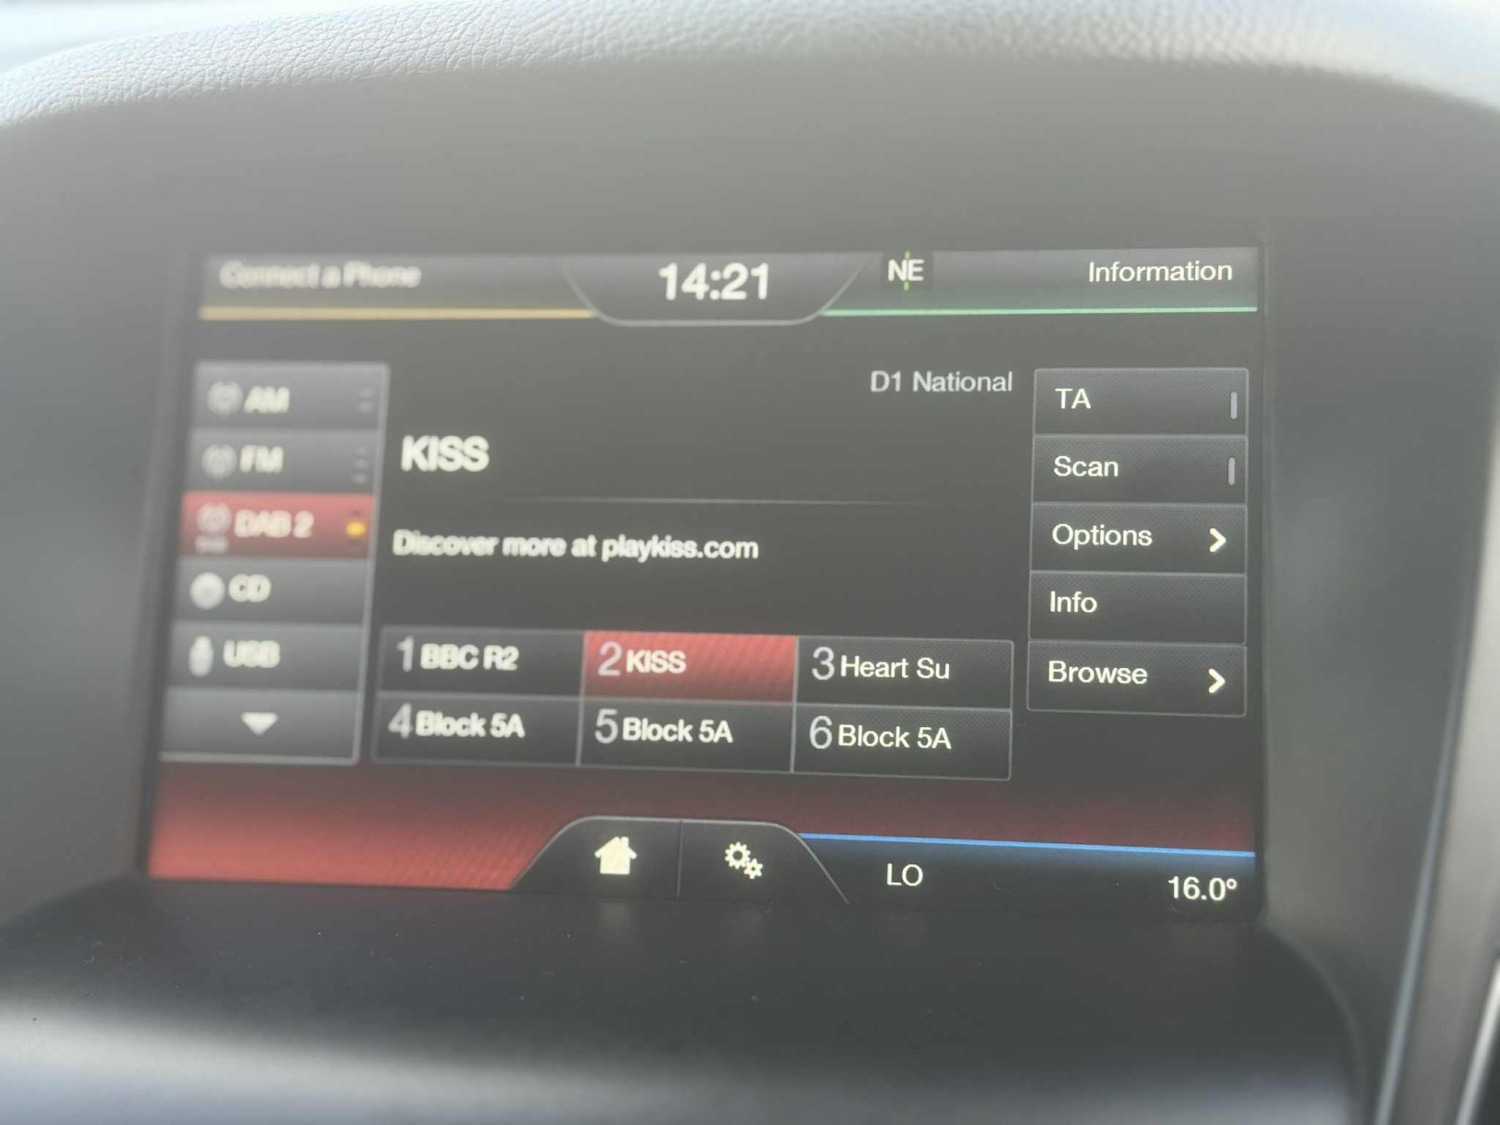 Connect a Phone
14:21
NE
Information
AM
FM
DAB 2
CD
USB
D1 National
KISS
Discover more at playkiss.com
1 BBC R2
2 KISS
3 Heart Su
4 Block 5A
5 Block 5A
6 Block 5A
TA
Scan
Options
Info
Browse
LO
16.0°